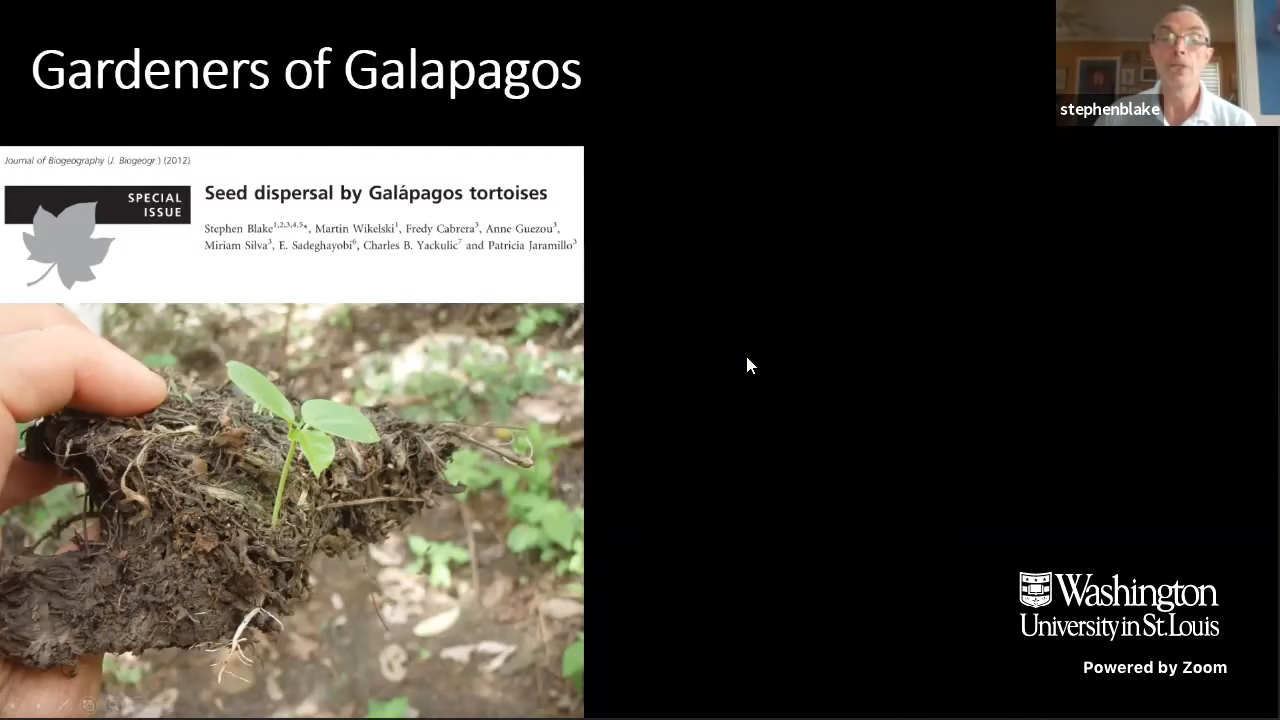 Gardeners of Galapagos
stephenblake
Journal of Biogeography (J. Biogeogr.) (2012)
SPECIAL
ISSUE
Seed dispersal by Galápagos tortoises
Stephen Blake1,2,3,4,5*, Martin Wikelski1, Fredy Cabrera3, Anne Guezou3,
Miriam Silva3, E. Sadeghayobi6, Charles B. Yackulic7 and Patricia Jaramillo3
Washington
University in St. Louis
Powered by Zoom